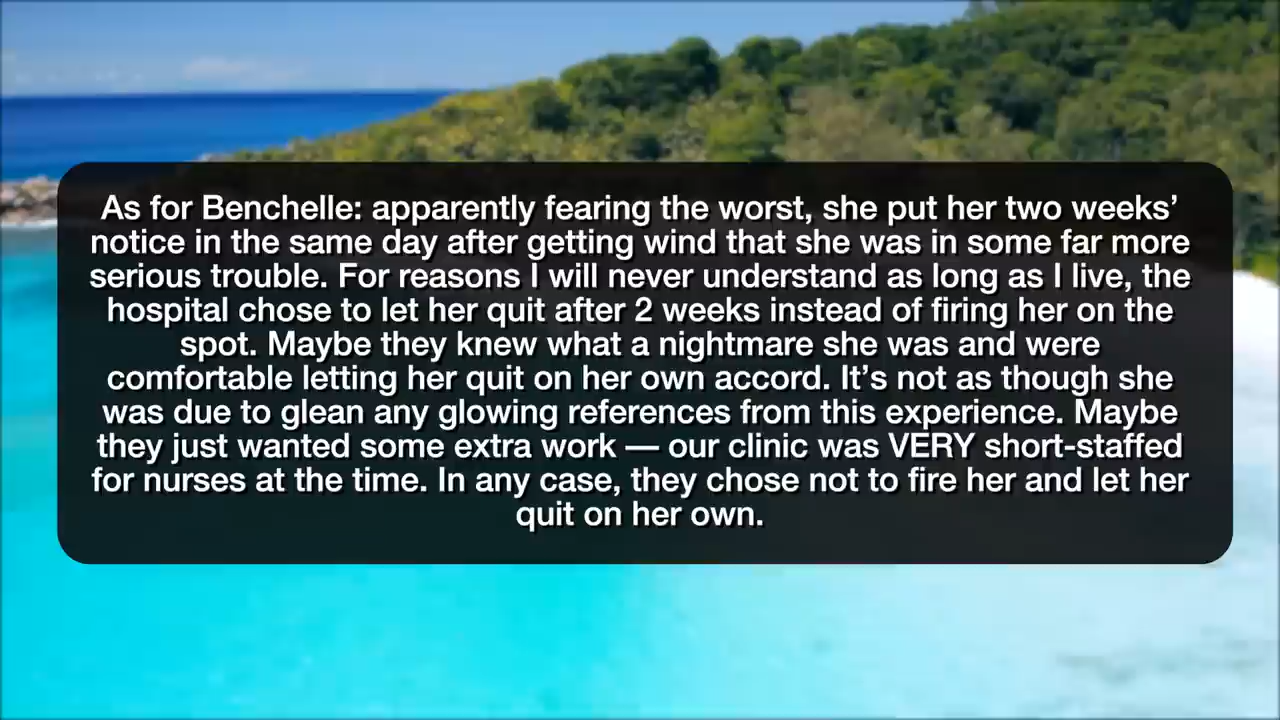 As for Benchelle: apparently fearing the worst, she put her two weeks’
notice in the same day after getting wind that she was in some far more
serious trouble. For reasons I will never understand as long as I live, the
hospital chose to let her quit after 2 weeks instead of firing her on the
spot. Maybe they knew what a nightmare she was and were
comfortable letting her quit on her own accord. It’s not as though she
was due to glean any glowing references from this experience. Maybe
they just wanted some extra work — our clinic was VERY short-staffed
for nurses at the time. In any case, they chose not to fire her and let her
quit on her own.